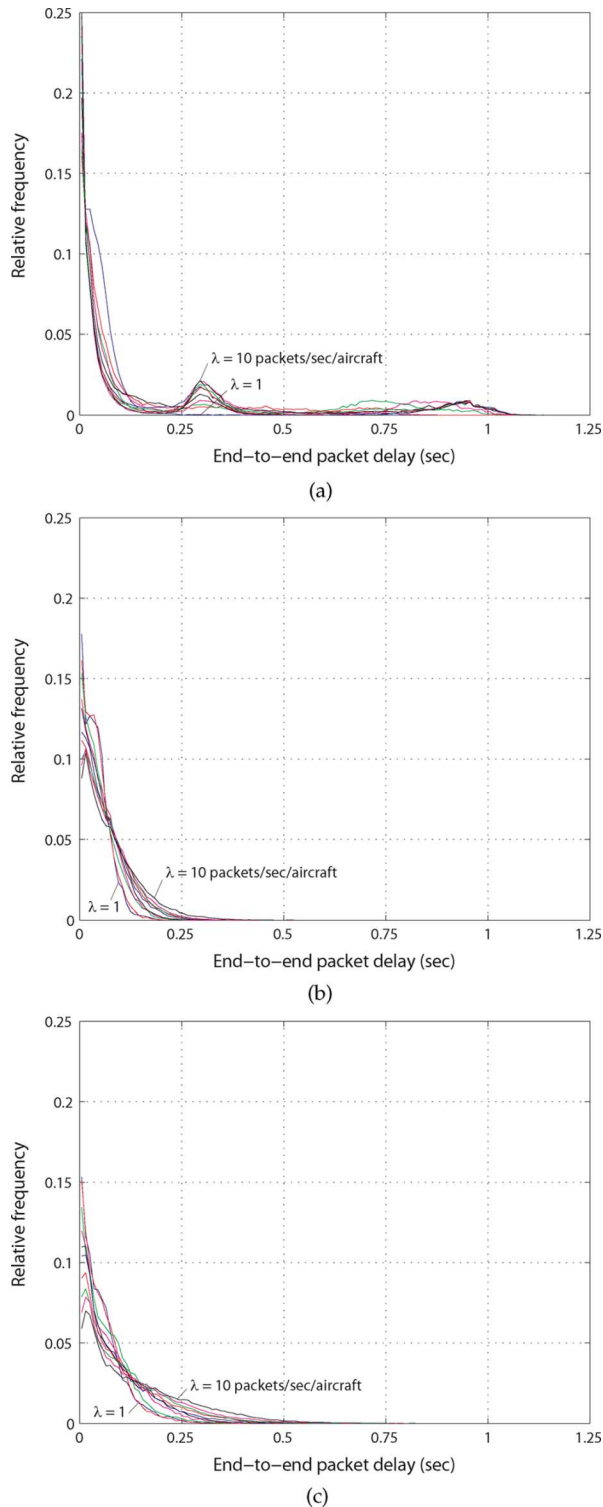 0.25
0.2
0.15
0.1
0.05
0
Relative frequency
λ = 10 packets/sec/aircraft
λ = 1
0 0.25 0.5 0.75 1 1.25
End−to−end packet delay (sec)
(a)
0.25
0.2
0.15
0.1
0.05
0
Relative frequency
λ = 10 packets/sec/aircraft
λ = 1
0 0.25 0.5 0.75 1 1.25
End−to−end packet delay (sec)
(b)
0.25
0.2
0.15
0.1
0.05
0
Relative frequency
λ = 10 packets/sec/aircraft
λ = 1
0 0.25 0.5 0.75 1 1.25
End−to−end packet delay (sec)
(c)